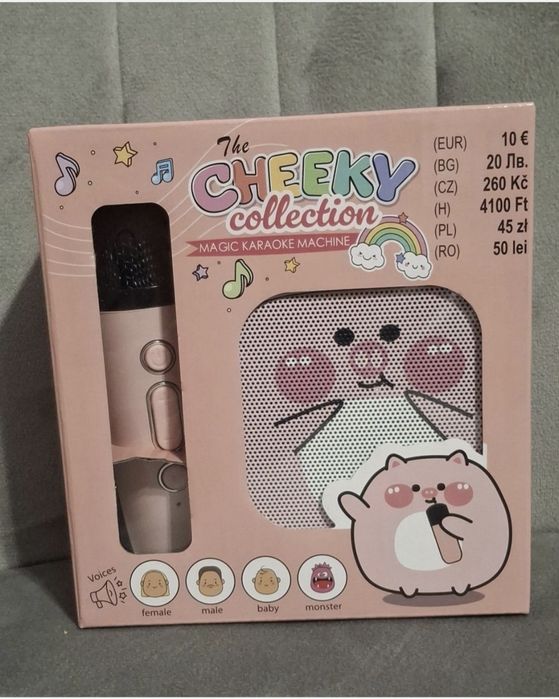 The
CHEEKY
collection
MAGIC KARAOKE MACHINE
(EUR) 10 €
(BG) 20 Лв.
(CZ) 260 Kč
(H) 4100 Ft
(PL) 45 zł
(RO) 50 lei
Voices
female male baby monster